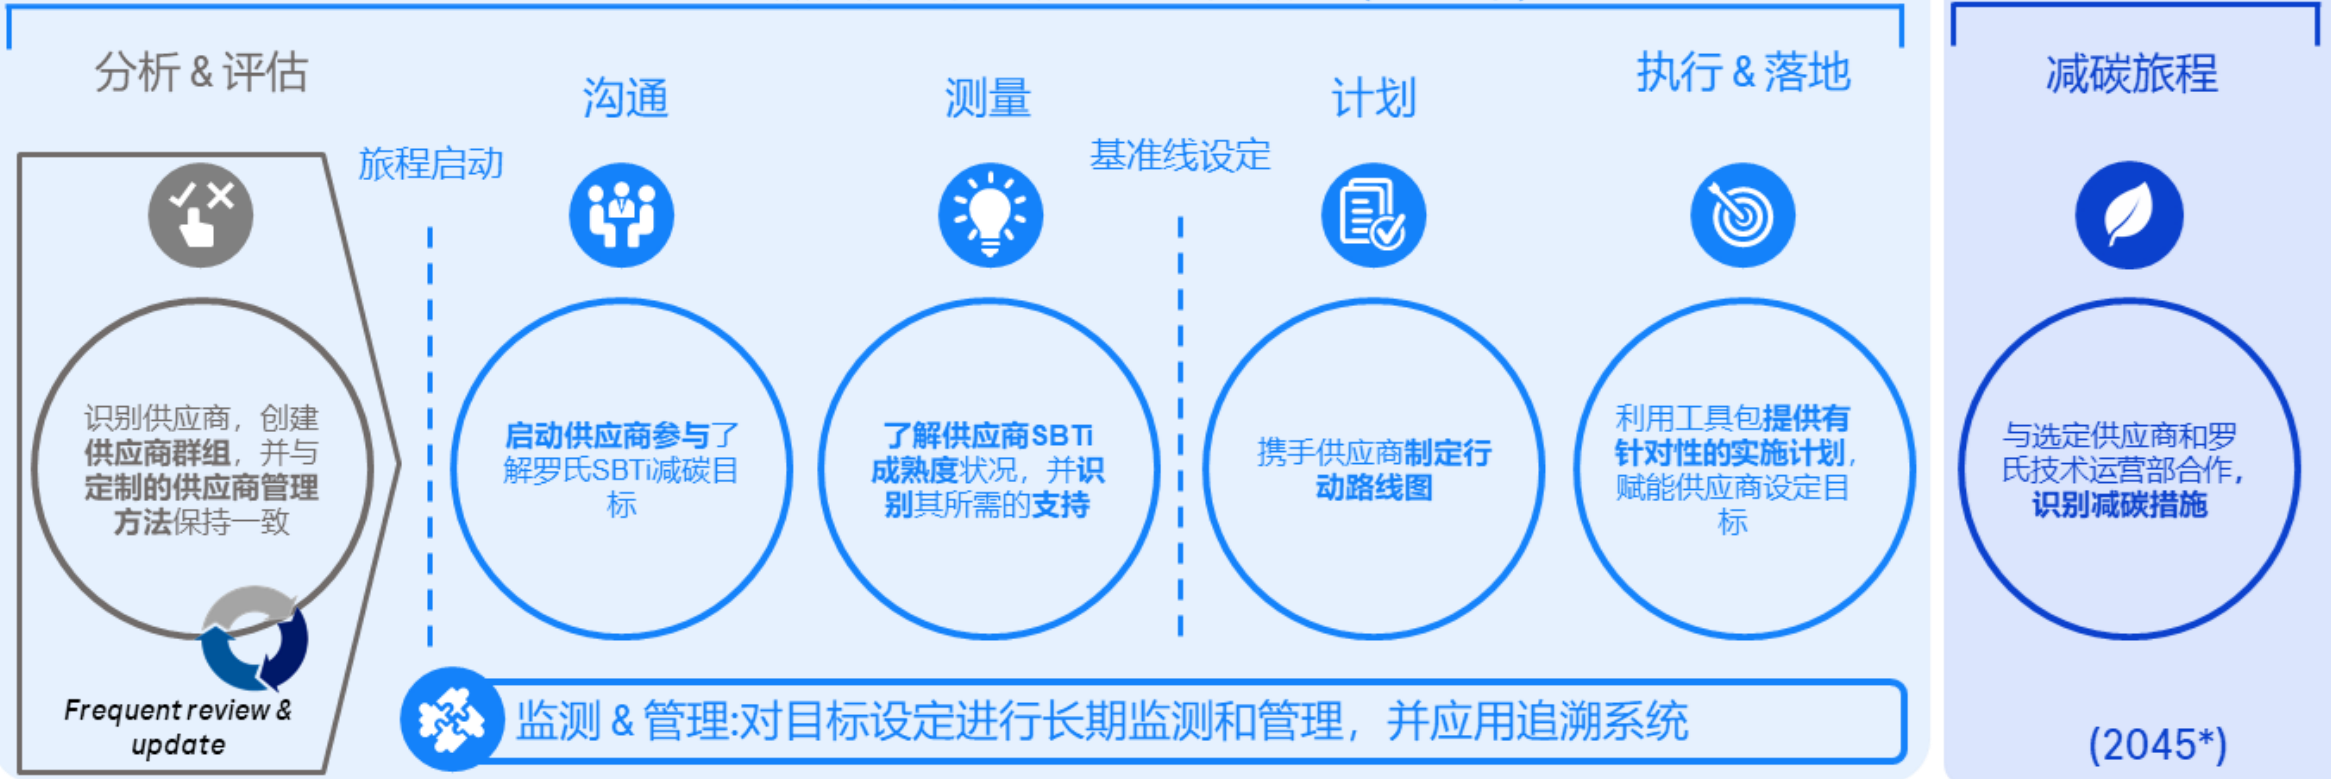 分析 & 评估
识别供应商，创建
供应商群组，并与
定制的供应商管理
方法保持一致
Frequent review &
update
旅程启动
沟通
启动供应商参与了
解罗氏SBTi减碳目
标
测量
了解供应商SBTi
成熟度状况，并识
别其所需的支持
基准线设定
计划
携手供应商制定行
动路线图
执行 & 落地
利用工具包提供有
针对性的实施计划，
赋能供应商设定目
标
监测 & 管理:对目标设定进行长期监测和管理，并应用追溯系统
减碳旅程
与选定供应商和罗
氏技术运营部合作，
识别减碳措施
(2045*)